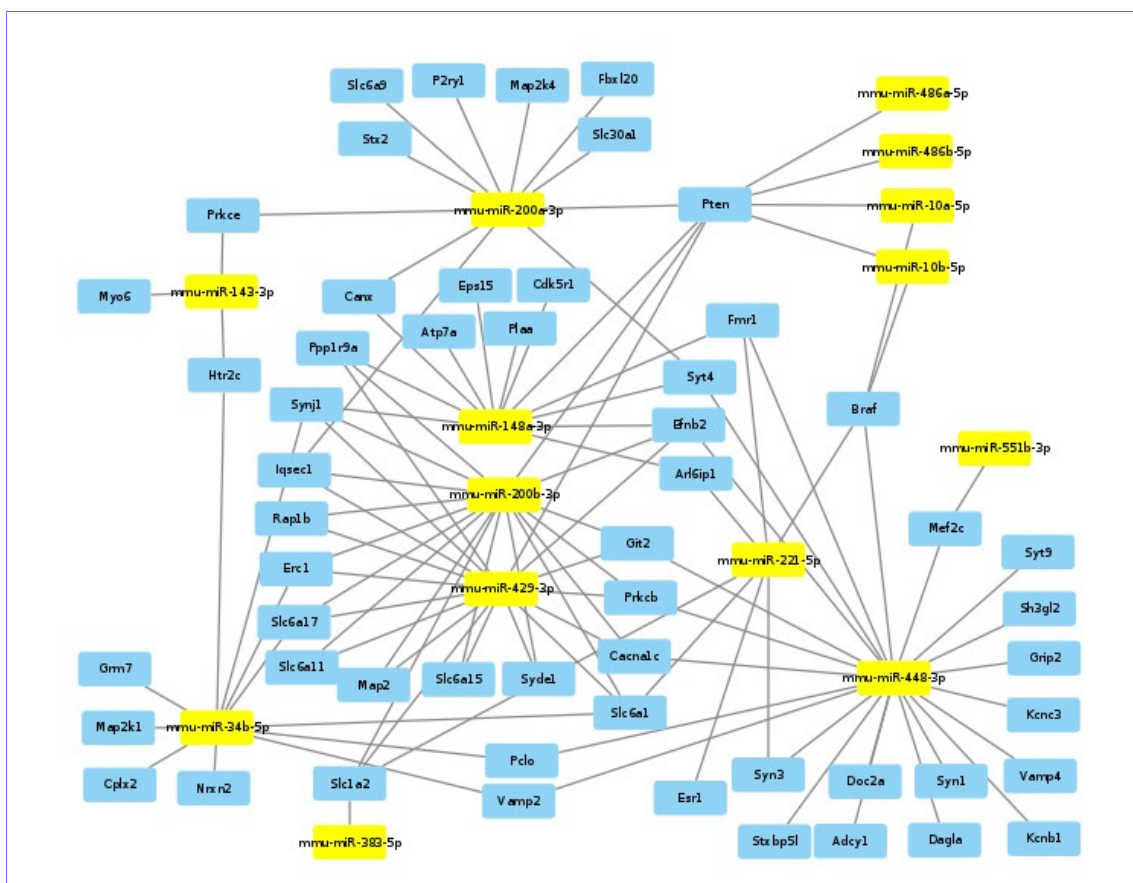 Slc6a9
P2ry1
Map2k4
Fbxl20
mmu-miR-486a-5p
Stx2
Slc30a1
mmu-miR-486b-5p
Prkce
mmu-miR-200a-3p
Pten
mmu-miR-10a-5p
mmu-miR-10b-5p
Myo6
mmu-miR-143-3p
Canx
Eps15
Cdk5r1
Fmr1
Atp7a
Plaa
Ppp1r9a
Htr2c
Syt4
Synj1
mmu-miR-148a-3p
Efnb2
Braf
mmu-miR-551b-3p
Iqsec1
Arl6ip1
mmu-miR-200b-3p
Rap1b
Mef2c
Git2
Syt9
Erc1
mmu-miR-429-3p
mmu-miR-221-5p
Prkcb
Sh3gl2
Slc6a17
Slc6a11
Map2
Slc6a15
Syde1
Cacna1c
mmu-miR-448-3p
Grip2
Grm7
Slc6a1
Kcnc3
Map2k1
mmu-miR-34b-5p
Pclo
Cplx2
Nrxn2
Slc1a2
Vamp2
Esr1
Syn3
Doc2a
Syn1
Vamp4
mmu-miR-383-5p
Stxbp5l
Adcy1
Dagla
Kcnb1